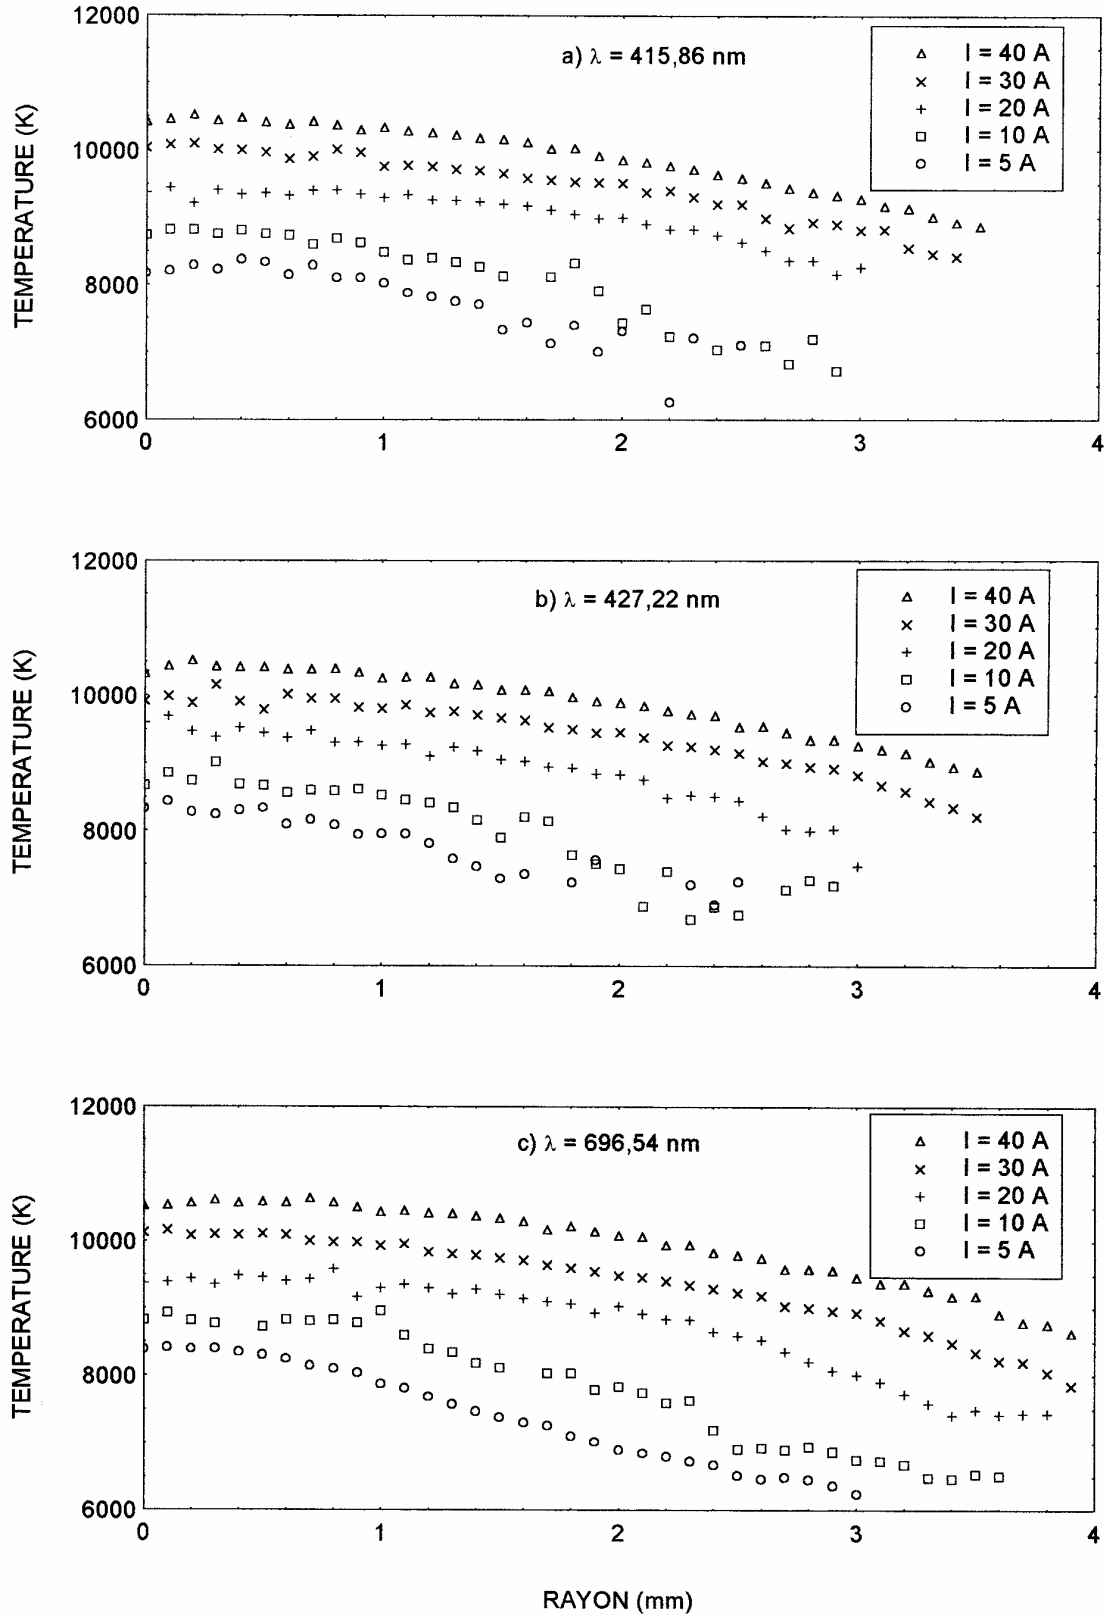 12000
a) λ = 415,86 nm
I = 40 A
I = 30 A
I = 20 A
I = 10 A
I = 5 A
10000
8000
6000
TEMPERATURE (K)
0 1 2 3 4
12000
b) λ = 427,22 nm
I = 40 A
I = 30 A
I = 20 A
I = 10 A
I = 5 A
10000
8000
6000
TEMPERATURE (K)
0 1 2 3 4
12000
c) λ = 696,54 nm
I = 40 A
I = 30 A
I = 20 A
I = 10 A
I = 5 A
10000
8000
6000
TEMPERATURE (K)
0 1 2 3 4
RAYON (mm)